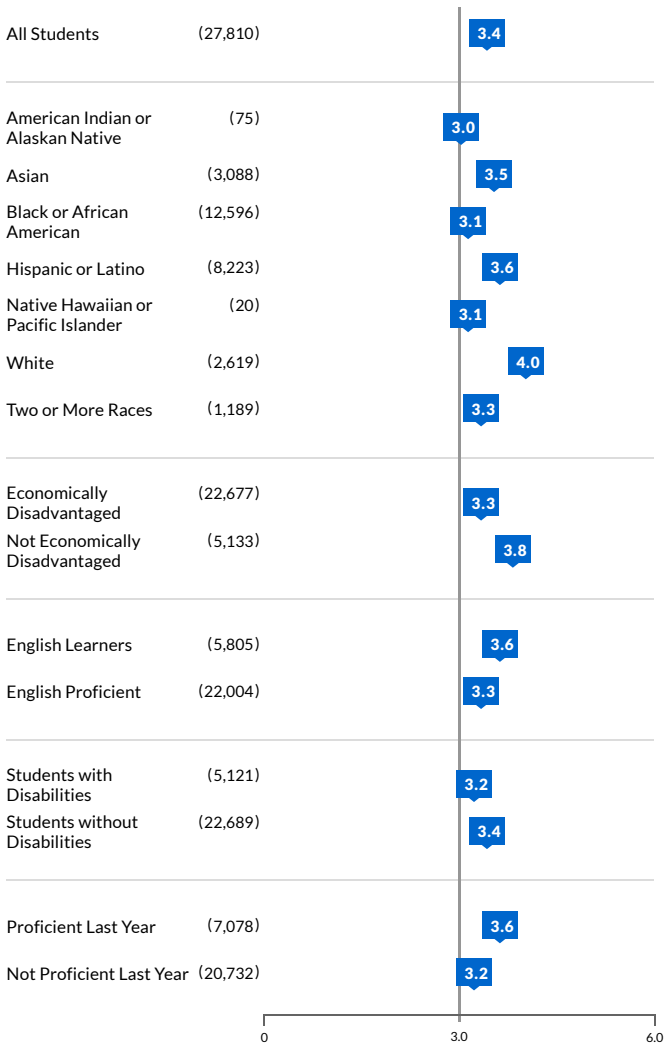 All Students (27,810) 3.4
American Indian or (75)
Alaskan Native 3.0
Asian (3,088) 3.5
Black or African (12,596)
American 3.1
Hispanic or Latino (8,223) 3.6
Native Hawaiian or (20)
Pacific Islander 3.1
White (2,619) 4.0
Two or More Races (1,189) 3.3
Economically (22,677)
Disadvantaged 3.3
Not Economically (5,133)
Disadvantaged 3.8
English Learners (5,805) 3.6
English Proficient (22,004) 3.3
Students with (5,121)
Disabilities 3.2
Students without (22,689)
Disabilities 3.4
Proficient Last Year (7,078) 3.6
Not Proficient Last Year (20,732) 3.2
0 3.0 6.0